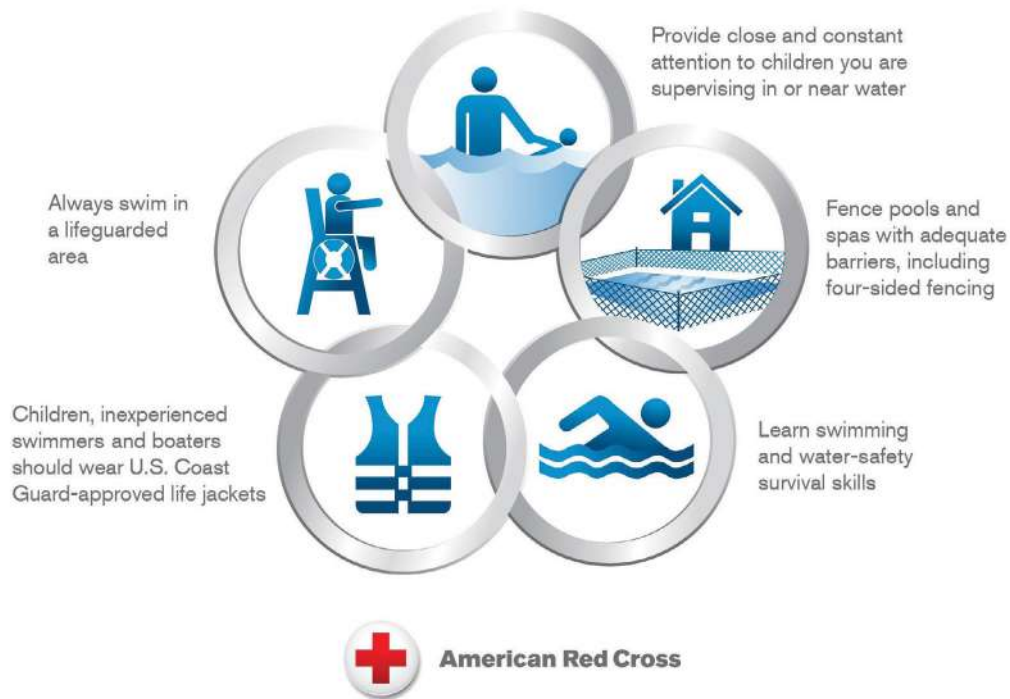 Provide close and constant
attention to children you are
supervising in or near water
Always swim in
a lifeguarded
area
Fence pools and
spas with adequate
barriers, including
four-sided fencing
Children, inexperienced
swimmers and boaters
should wear U.S. Coast
Guard-approved life jackets
Learn swimming
and water-safety
survival skills
American Red Cross